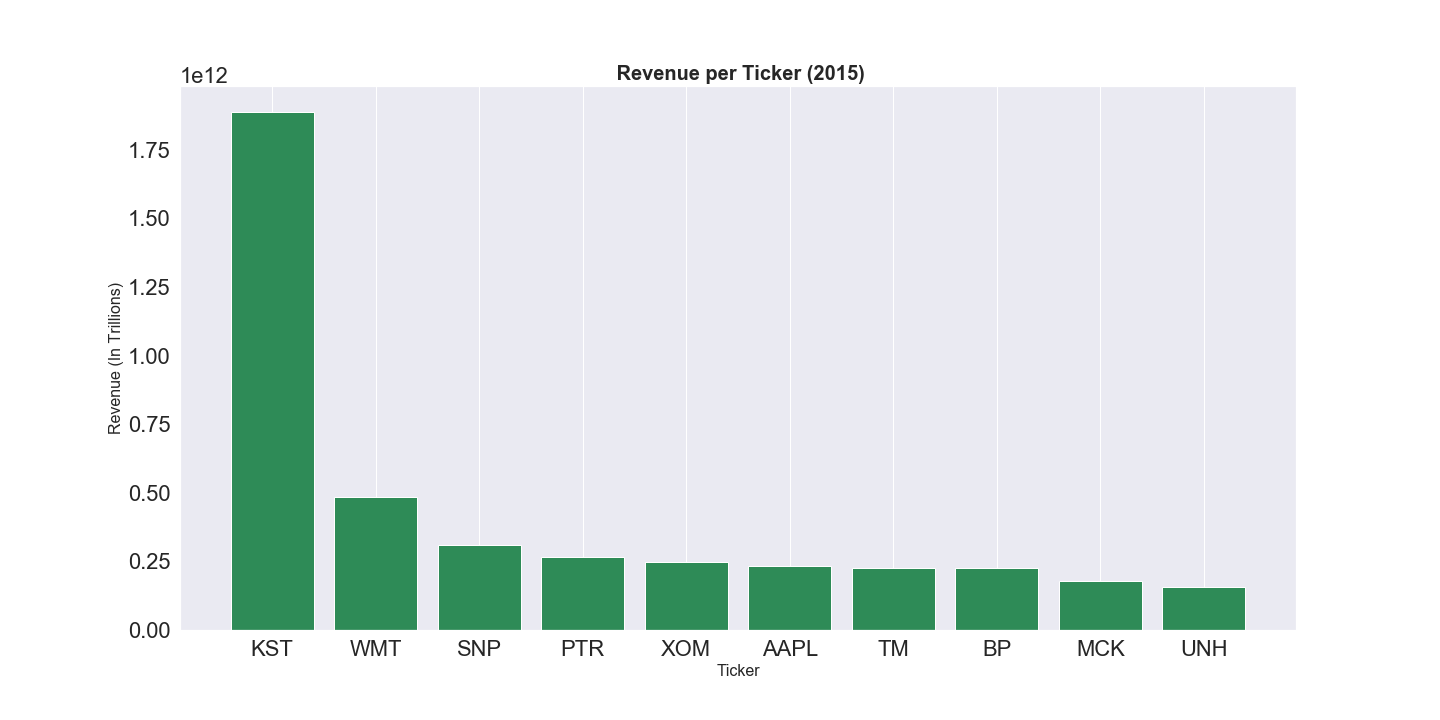 Revenue per Ticker (2015)
1e12
1.75
1.50
1.25
1.00
0.75
0.50
0.25
0.00
Revenue (In Trillions)
KST WMT SNP PTR XOM AAPL TM BP MCK UNH
Ticker